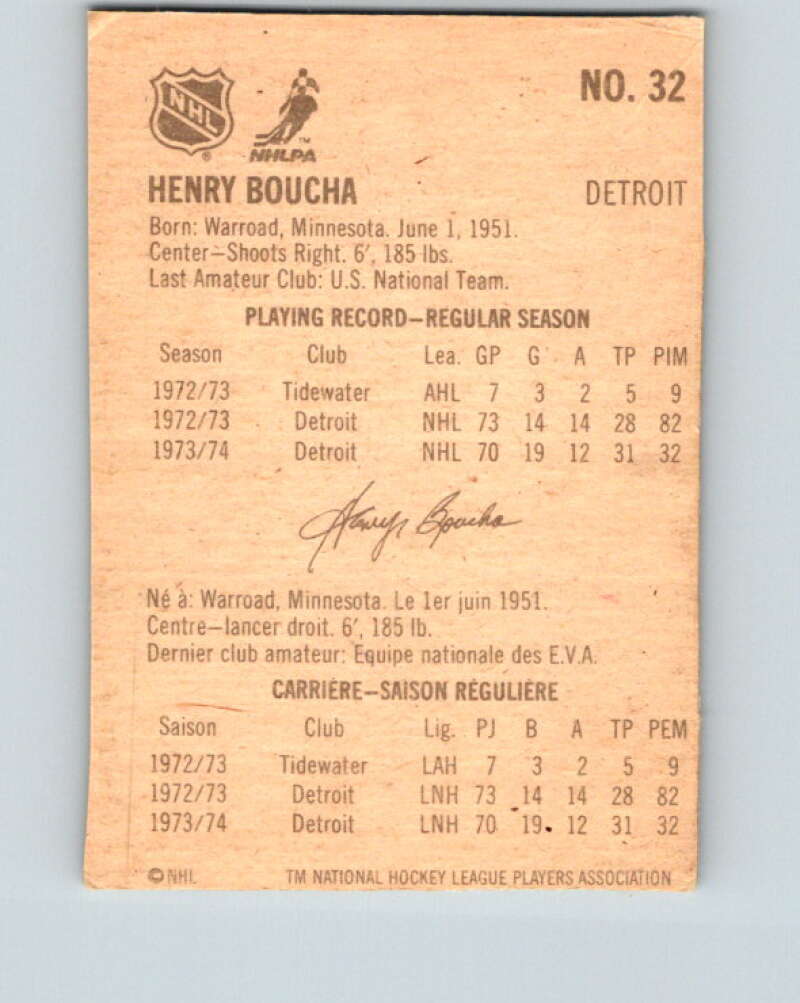 NHL
NHLPA
NO. 32
HENRY BOUCHA DETROIT
Born: Warroad, Minnesota. June 1, 1951.
Center—Shoots Right. 6', 185 lbs.
Last Amateur Club: U.S. National Team.
PLAYING RECORD—REGULAR SEASON
Season Club Lea. GP G A TP PIM
1972/73 Tidewater AHL 7 3 2 5 9
1972/73 Detroit NHL 73 14 14 28 82
1973/74 Detroit NHL 70 19 12 31 32
Henry Boucha
Né à: Warroad, Minnesota. Le 1er juin 1951.
Centre—lancer droit. 6', 185 lb.
Dernier club amateur: Equipe nationale des E.V.A.
CARRIÈRE—SAISON RÉGULIÈRE
Saison Club Lig. PJ B A TP PEM
1972/73 Tidewater LAH 7 3 2 5 9
1972/73 Detroit LNH 73 14 14 28 82
1973/74 Detroit LNH 70 19 12 31 32
© NHL TM NATIONAL HOCKEY LEAGUE PLAYERS ASSOCIATION